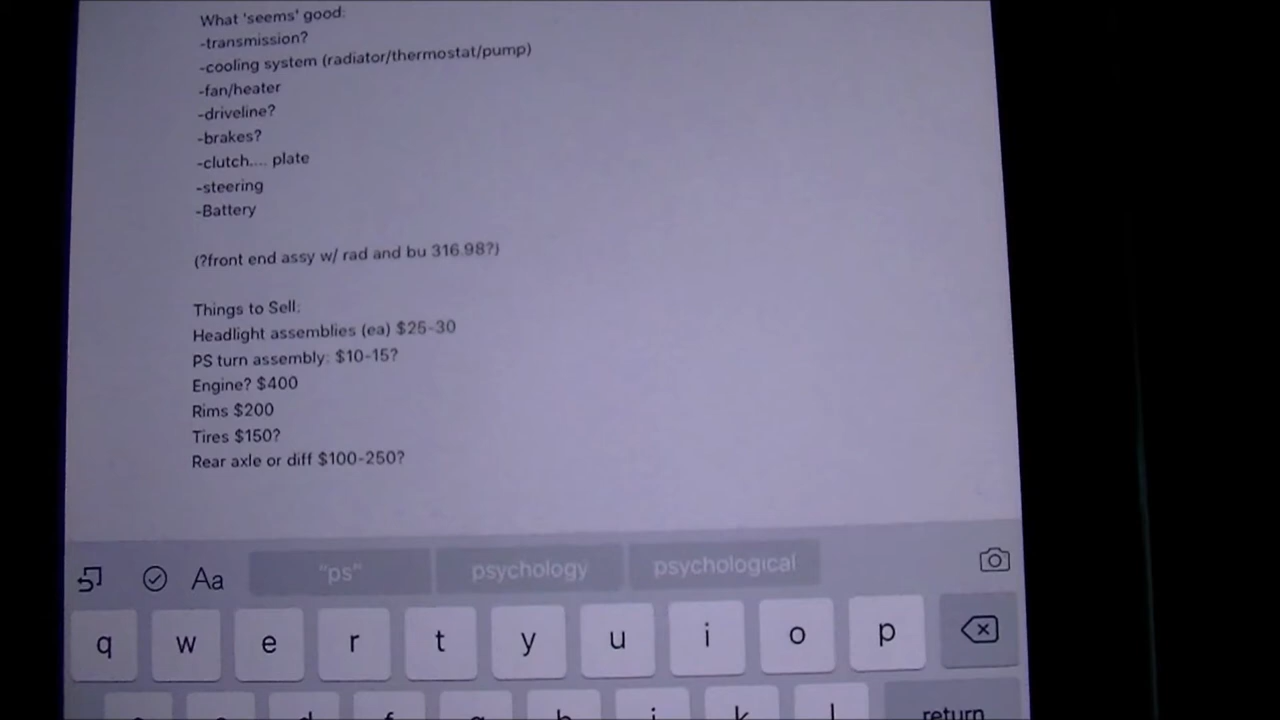 What 'seems' good:
-transmission?
-cooling system (radiator/thermostat/pump)
-fan/heater
-driveline?
-brakes?
-clutch.... plate
-steering
-Battery
(?front end assy w/ rad and bu 316.98?)
Things to Sell:
Headlight assemblies (ea) $25-30
PS turn assembly: $10-15?
Engine? $400
Rims $200
Tires $150?
Rear axle or diff $100-250?
Aa "ps" psychology psychological
q w e r t y u i o p
return